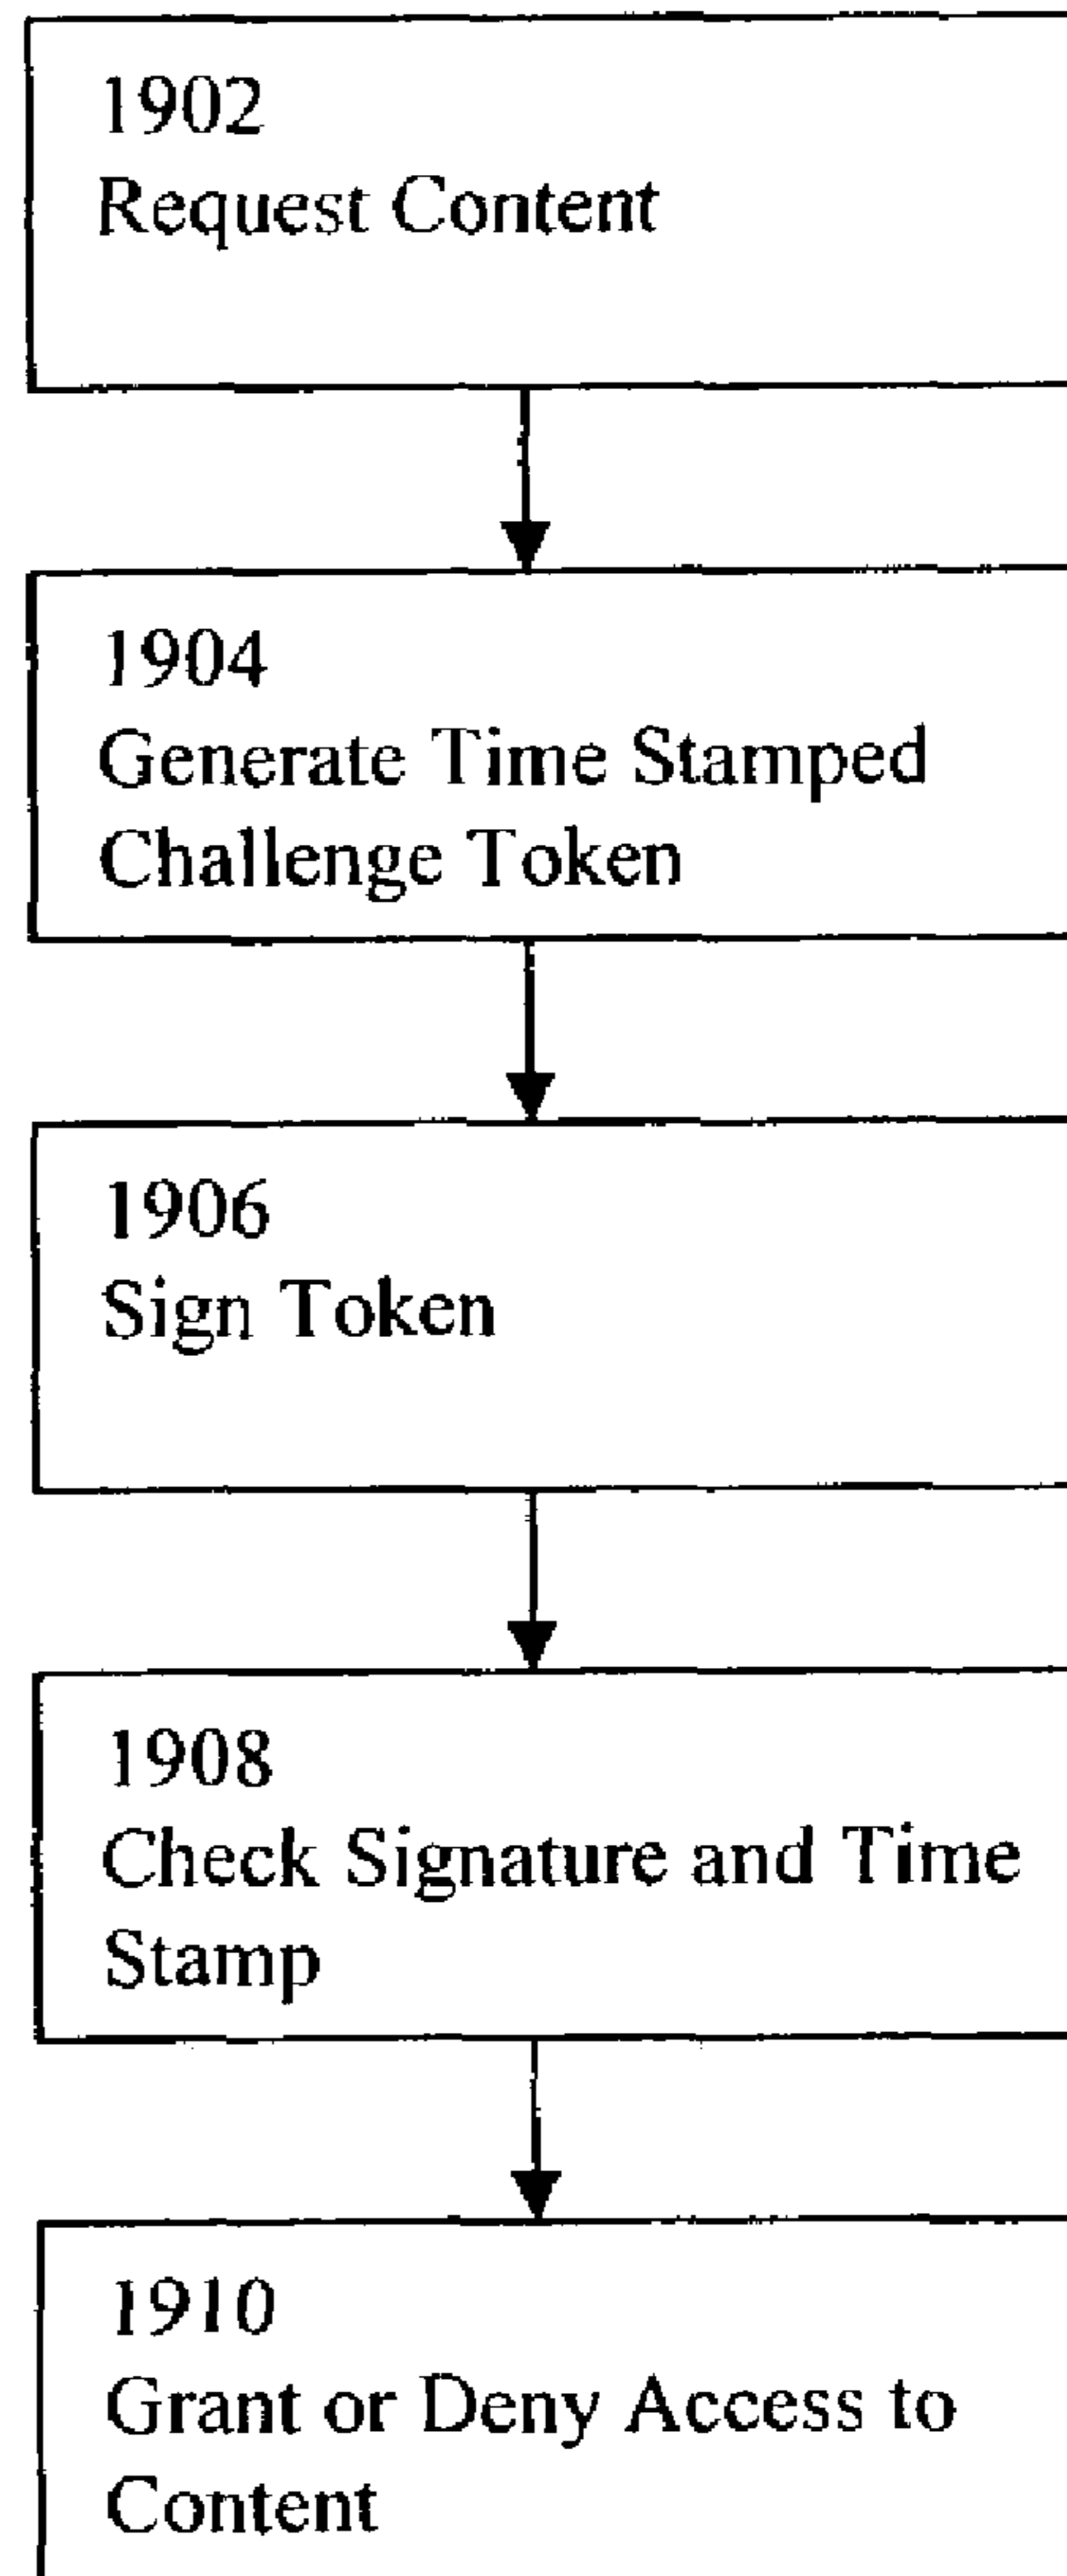 1902
Request Content
1904
Generate Time Stamped
Challenge Token
1906
Sign Token
1908
Check Signature and Time
Stamp
1910
Grant or Deny Access to
Content